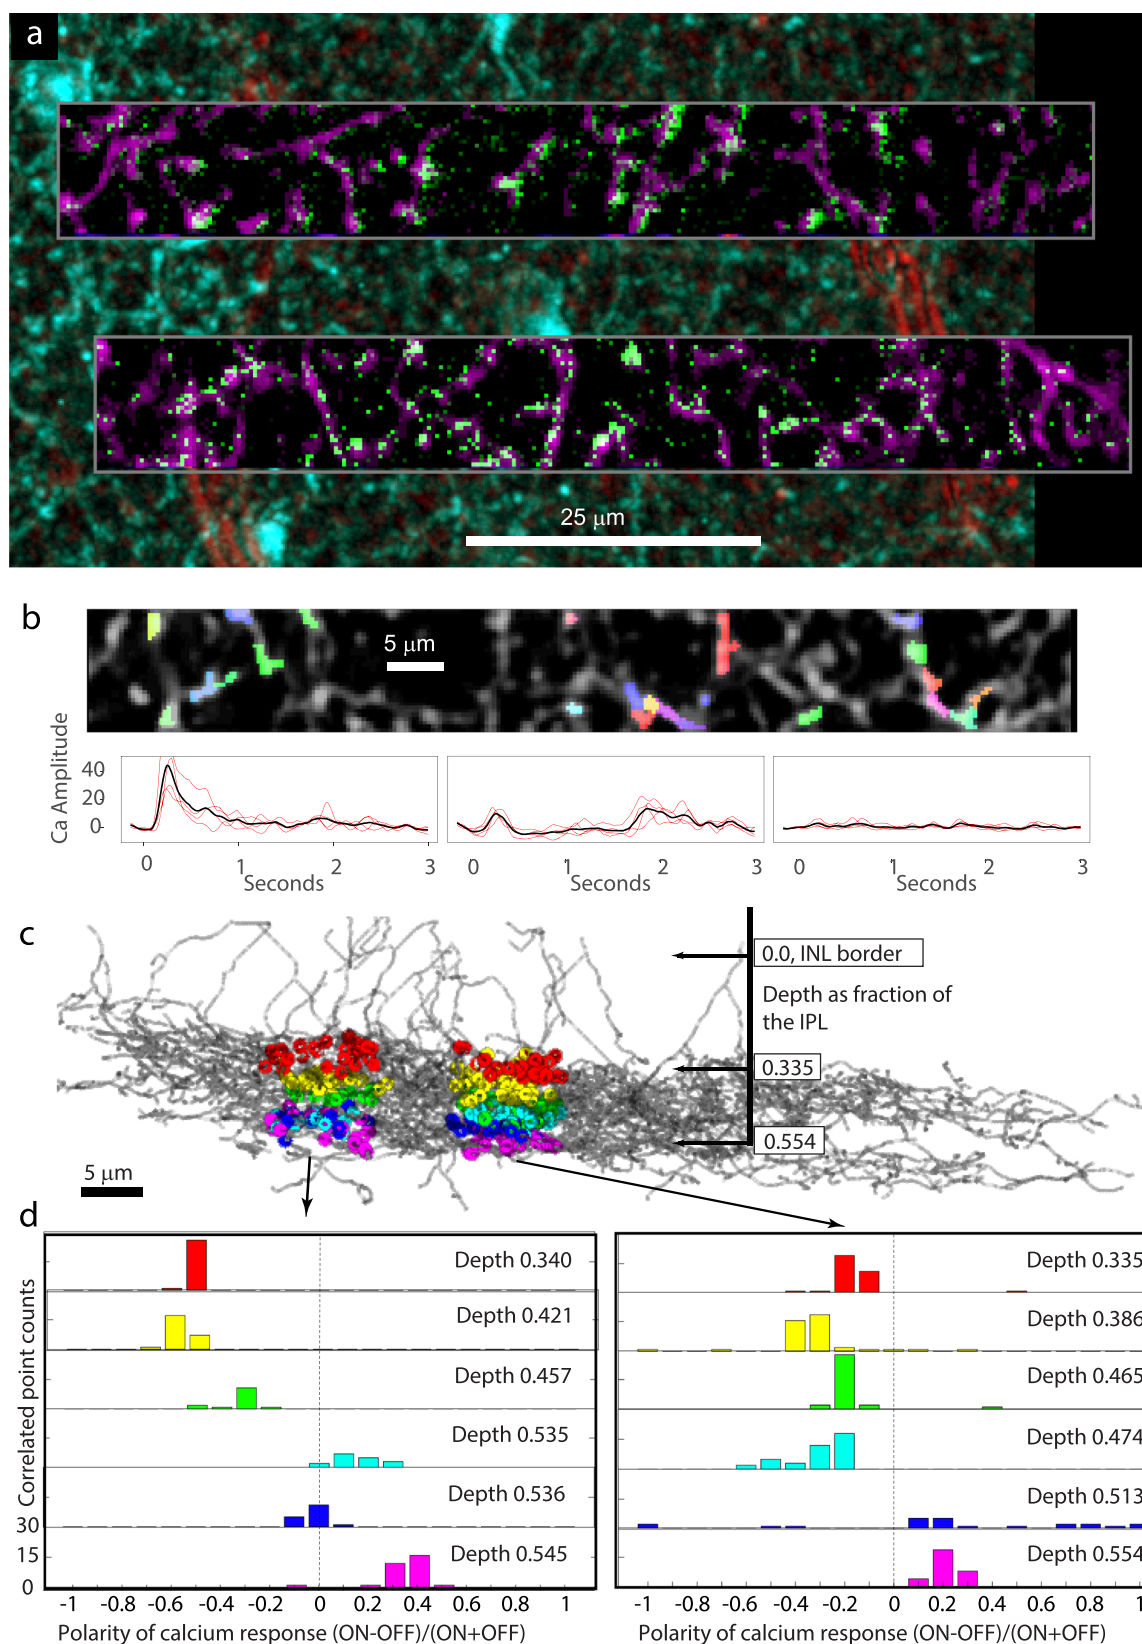 a
25 μm
b
5 μm
Ca Amplitude
40
20
0
0 1 2 3
Seconds
0 1 2 3
Seconds
0 1 2 3
Seconds
c
0.0, INL border
Depth as fraction of
the IPL
0.335
0.554
5 μm
d
Correlated point counts
Depth 0.340
Depth 0.421
Depth 0.457
Depth 0.535
Depth 0.536
30
Depth 0.545
15
0
-1 -0.8 -0.6 -0.4 -0.2 0 0.2 0.4 0.6 0.8 1
Polarity of calcium response (ON-OFF)/(ON+OFF)
Depth 0.335
Depth 0.386
Depth 0.465
Depth 0.474
Depth 0.513
Depth 0.554
-1 -0.8 -0.6 -0.4 -0.2 0 0.2 0.4 0.6 0.8 1
Polarity of calcium response (ON-OFF)/(ON+OFF)